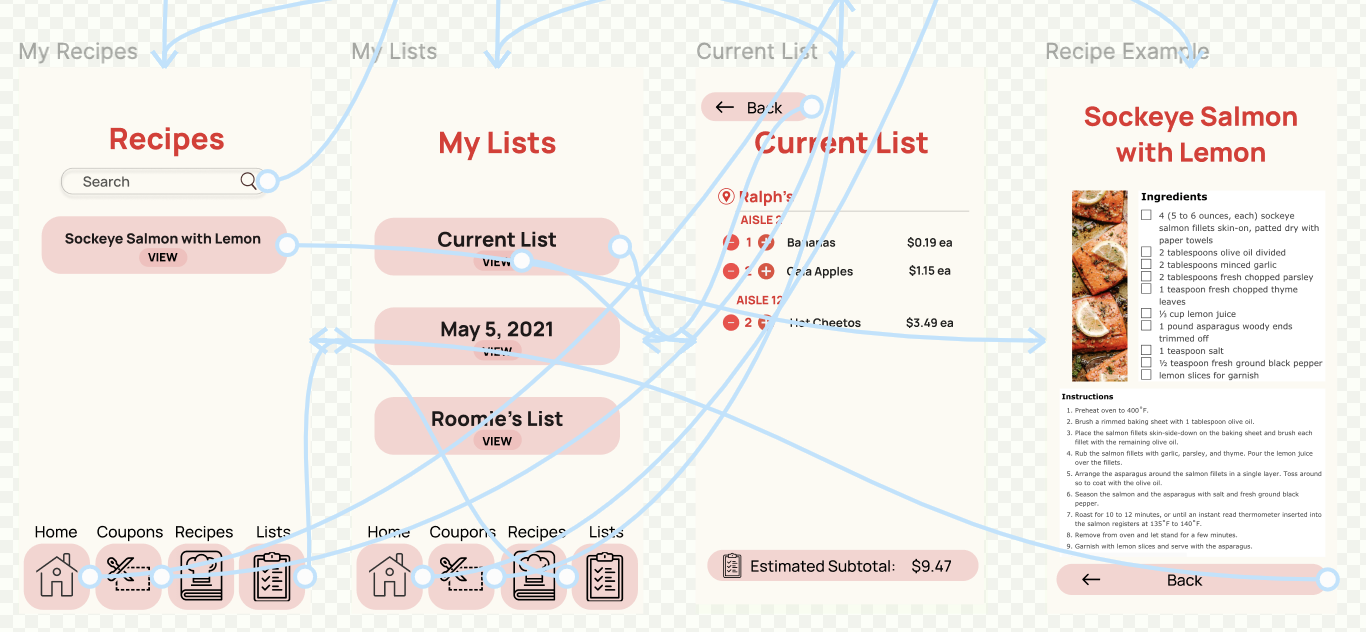 My Recipes
Recipes
Search
Sockeye Salmon with Lemon
VIEW
Home Coupons Recipes Lists
My Lists
My Lists
Current List
VIEW
May 5, 2021
VIEW
Roomie's List
VIEW
Home Coupons Recipes Lists
Current List
← Back
Current List
Ralph's
AISLE 2
− 1 + Bananas $0.19 ea
− 2 + Gala Apples $1.15 ea
AISLE 12
− 2 + Hot Cheetos $3.49 ea
Estimated Subtotal: $9.47
Recipe Example
Sockeye Salmon
with Lemon
Ingredients
4 (5 to 6 ounces, each) sockeye
salmon fillets skin-on, patted dry with
paper towels
2 tablespoons olive oil divided
2 tablespoons minced garlic
2 tablespoons fresh chopped parsley
1 teaspoon fresh chopped thyme
leaves
⅓ cup lemon juice
1 pound asparagus woody ends
trimmed off
1 teaspoon salt
½ teaspoon fresh ground black pepper
lemon slices for garnish
Instructions
1. Preheat oven to 400˚F.
2. Brush a rimmed baking sheet with 1 tablespoon olive oil.
3. Place the salmon fillets skin-side-down on the baking sheet and brush each
fillet with the remaining olive oil.
4. Rub the salmon fillets with garlic, parsley, and thyme. Pour the lemon juice
over the fillets.
5. Arrange the asparagus around the salmon fillets in a single layer. Toss around
so to coat with the olive oil.
6. Season the salmon and the asparagus with salt and fresh ground black
pepper.
7. Roast for 10 to 12 minutes, or until an instant read thermometer inserted into
the salmon registers at 135˚F to 140˚F.
8. Remove from oven and let stand for a few minutes.
9. Garnish with lemon slices and serve with the asparagus.
← Back